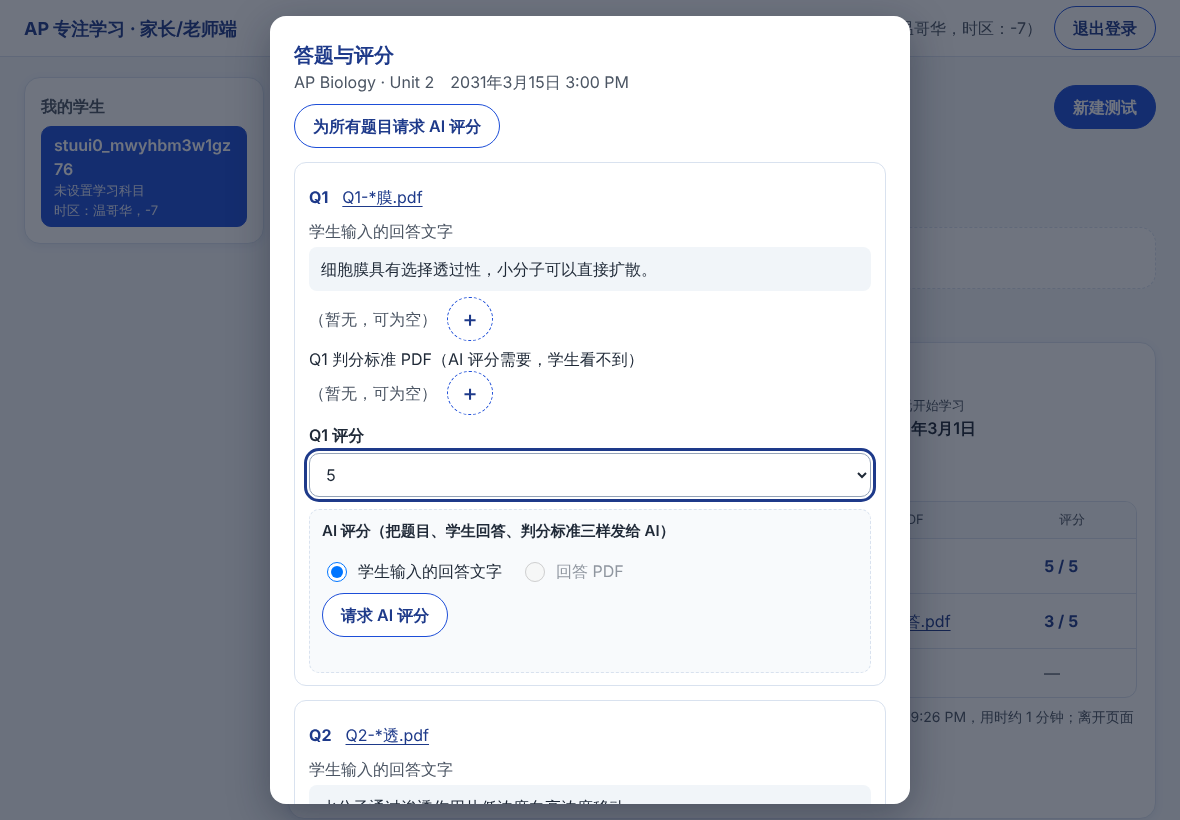 AP 专注学习 · 家长/老师端
温哥华，时区：-7）
退出登录
我的学生
stuui0_mwyhbm3w1gz
76
未设置学习科目
时区：温哥华，-7
新建测试
答题与评分
AP Biology · Unit 2 2031年3月15日 3:00 PM
为所有题目请求 AI 评分
Q1 Q1-*膜.pdf
学生输入的回答文字
细胞膜具有选择透过性，小分子可以直接扩散。
（暂无，可为空） +
Q1 判分标准 PDF（AI 评分需要，学生看不到）
（暂无，可为空） +
Q1 评分
5
AI 评分（把题目、学生回答、判分标准三样发给 AI）
学生输入的回答文字 回答 PDF
请求 AI 评分
Q2 Q2-*透.pdf
学生输入的回答文字
开始学习
年3月1日
DF 评分
5 / 5
答.pdf 3 / 5
—
9:26 PM，用时约 1 分钟；离开页面